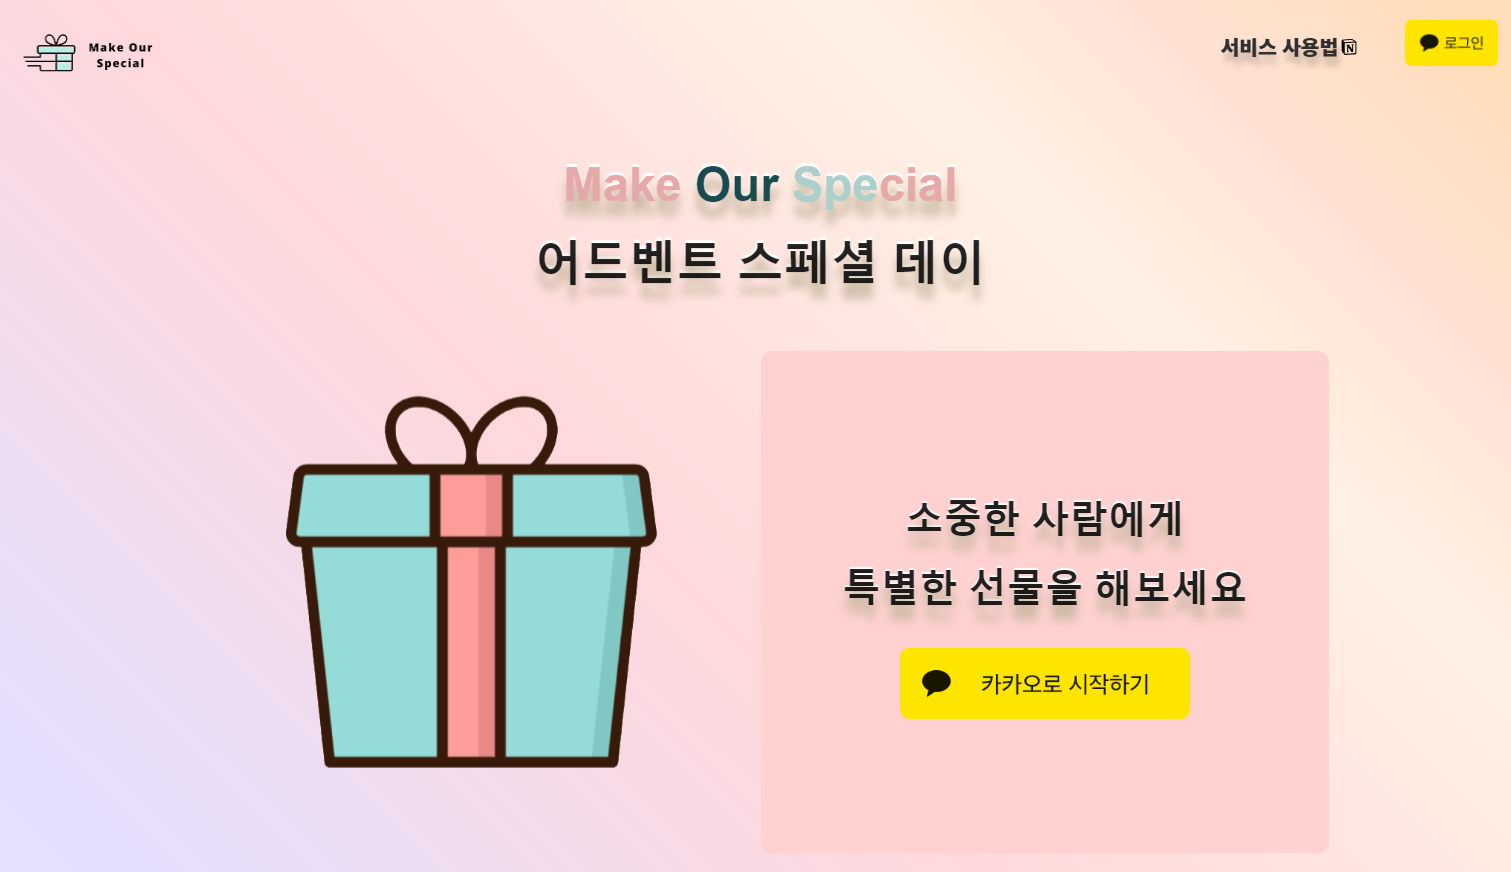 Make Our
Special
서비스 사용법
로그인
Make Our Special
어드벤트 스페셜 데이
소중한 사람에게
특별한 선물을 해보세요
카카오로 시작하기